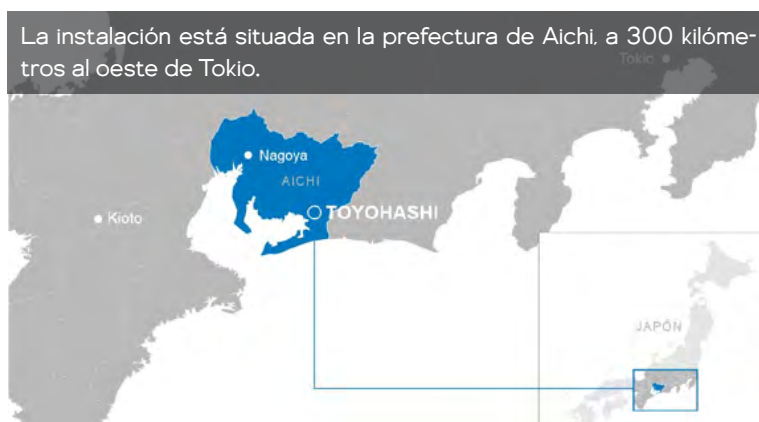 La instalación está situada en la prefectura de Aichi, a 300 kilóme-
tros al oeste de Tokio.
Tokio
Nagoya
AICHI
TOYOHASHI
Kioto
JAPÓN